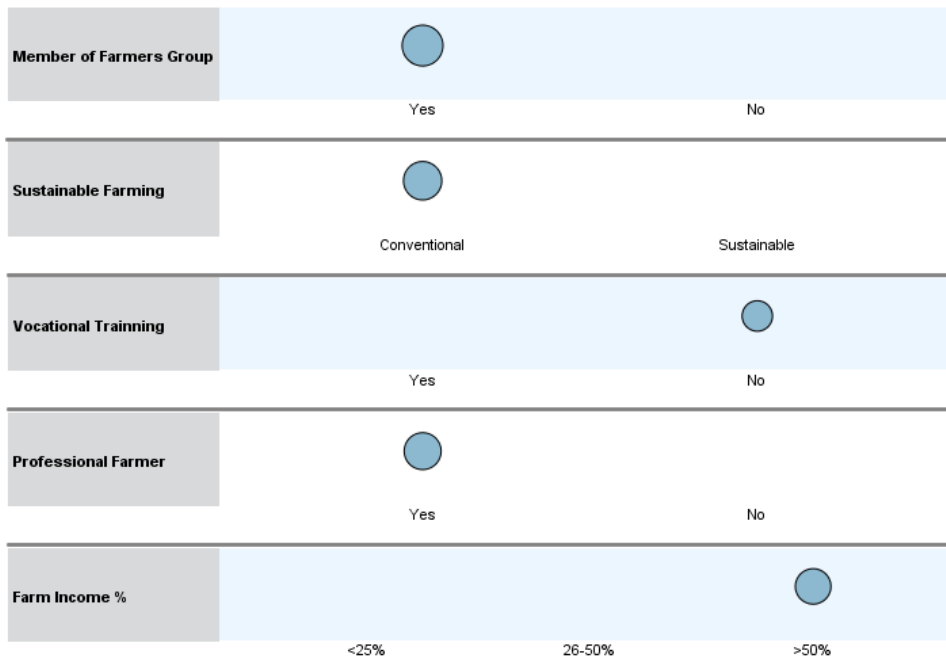 Member of Farmers Group
Yes No
Sustainable Farming
Conventional Sustainable
Vocational Trainning
Yes No
Professional Farmer
Yes No
Farm Income %
<25% 26-50% >50%